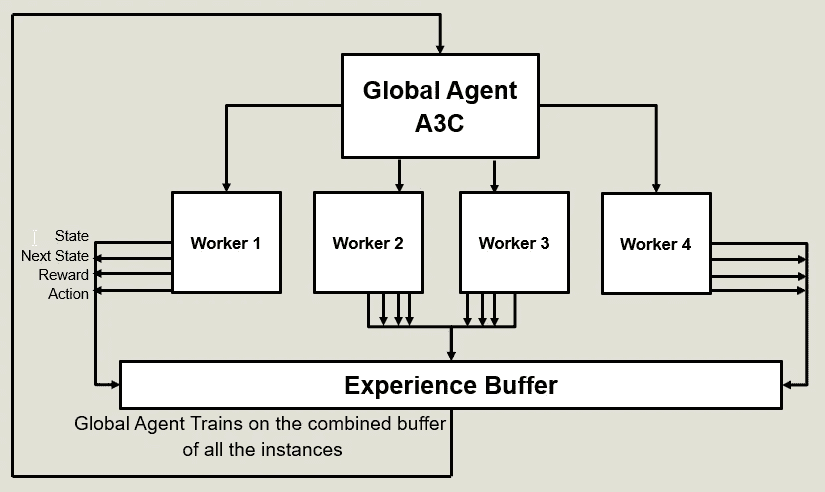 Global Agent
A3C
Worker 1
Worker 2
Worker 3
Worker 4
State
Next State
Reward
Action
Experience Buffer
Global Agent Trains on the combined buffer
of all the instances